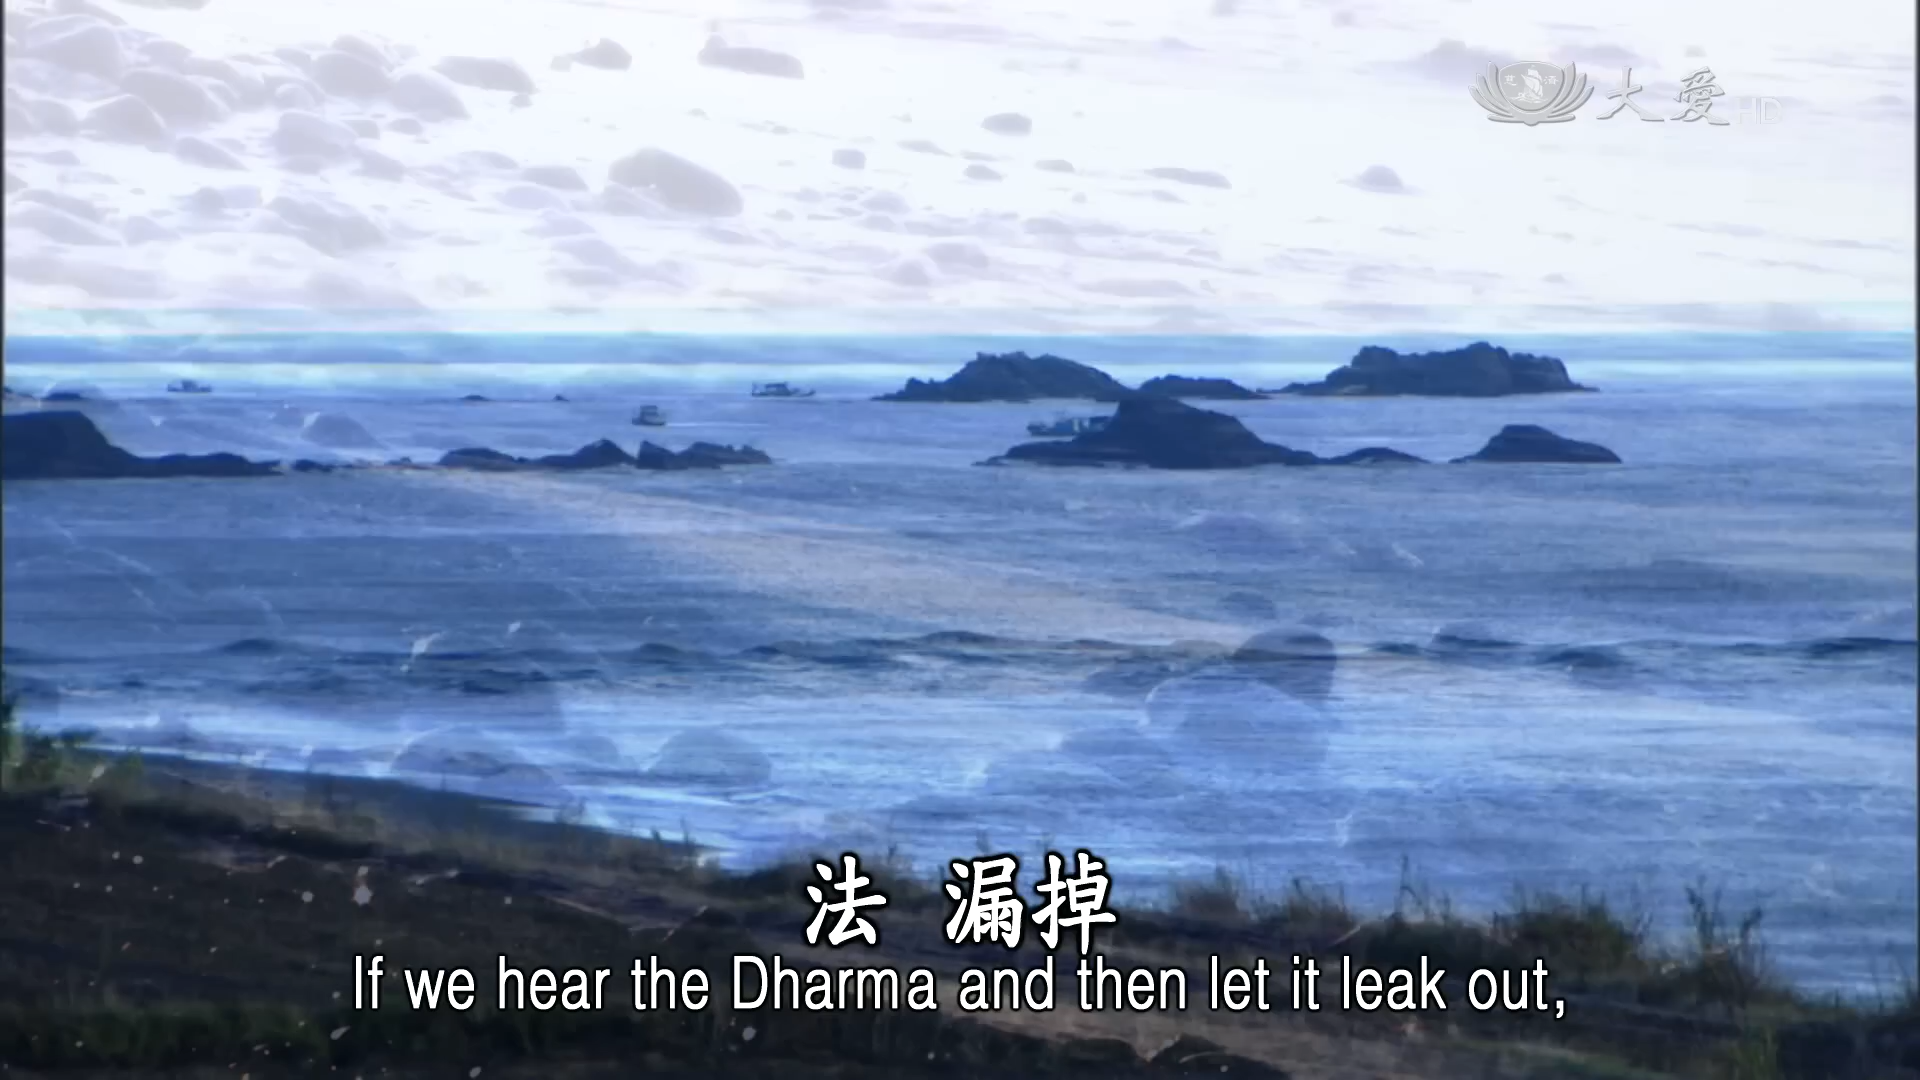 大愛HD
法 漏掉
If we hear the Dharma and then let it leak out,